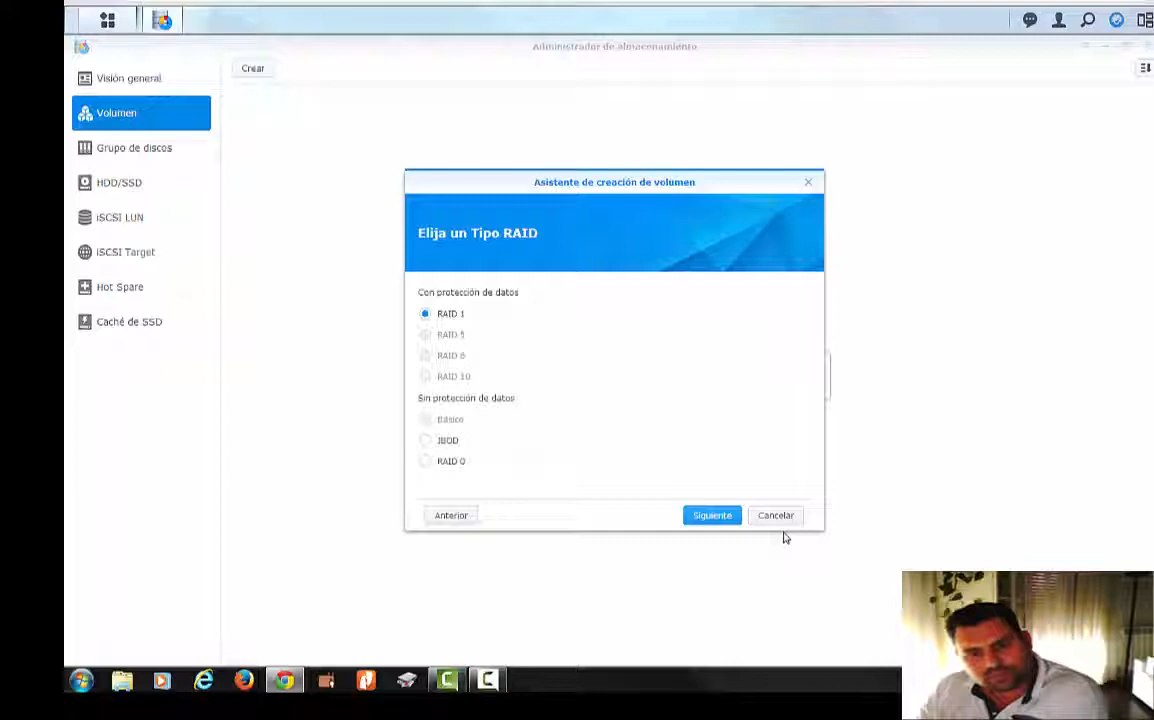 Administrador de almacenamiento
Visión general
Crear
Volumen
Grupo de discos
HDD/SSD
iSCSI LUN
iSCSI Target
Hot Spare
Caché de SSD
Asistente de creación de volumen
Elija un Tipo RAID
Con protección de datos
RAID 1
RAID 5
RAID 6
RAID 10
Sin protección de datos
Básico
JBOD
RAID 0
Anterior
Siguiente
Cancelar